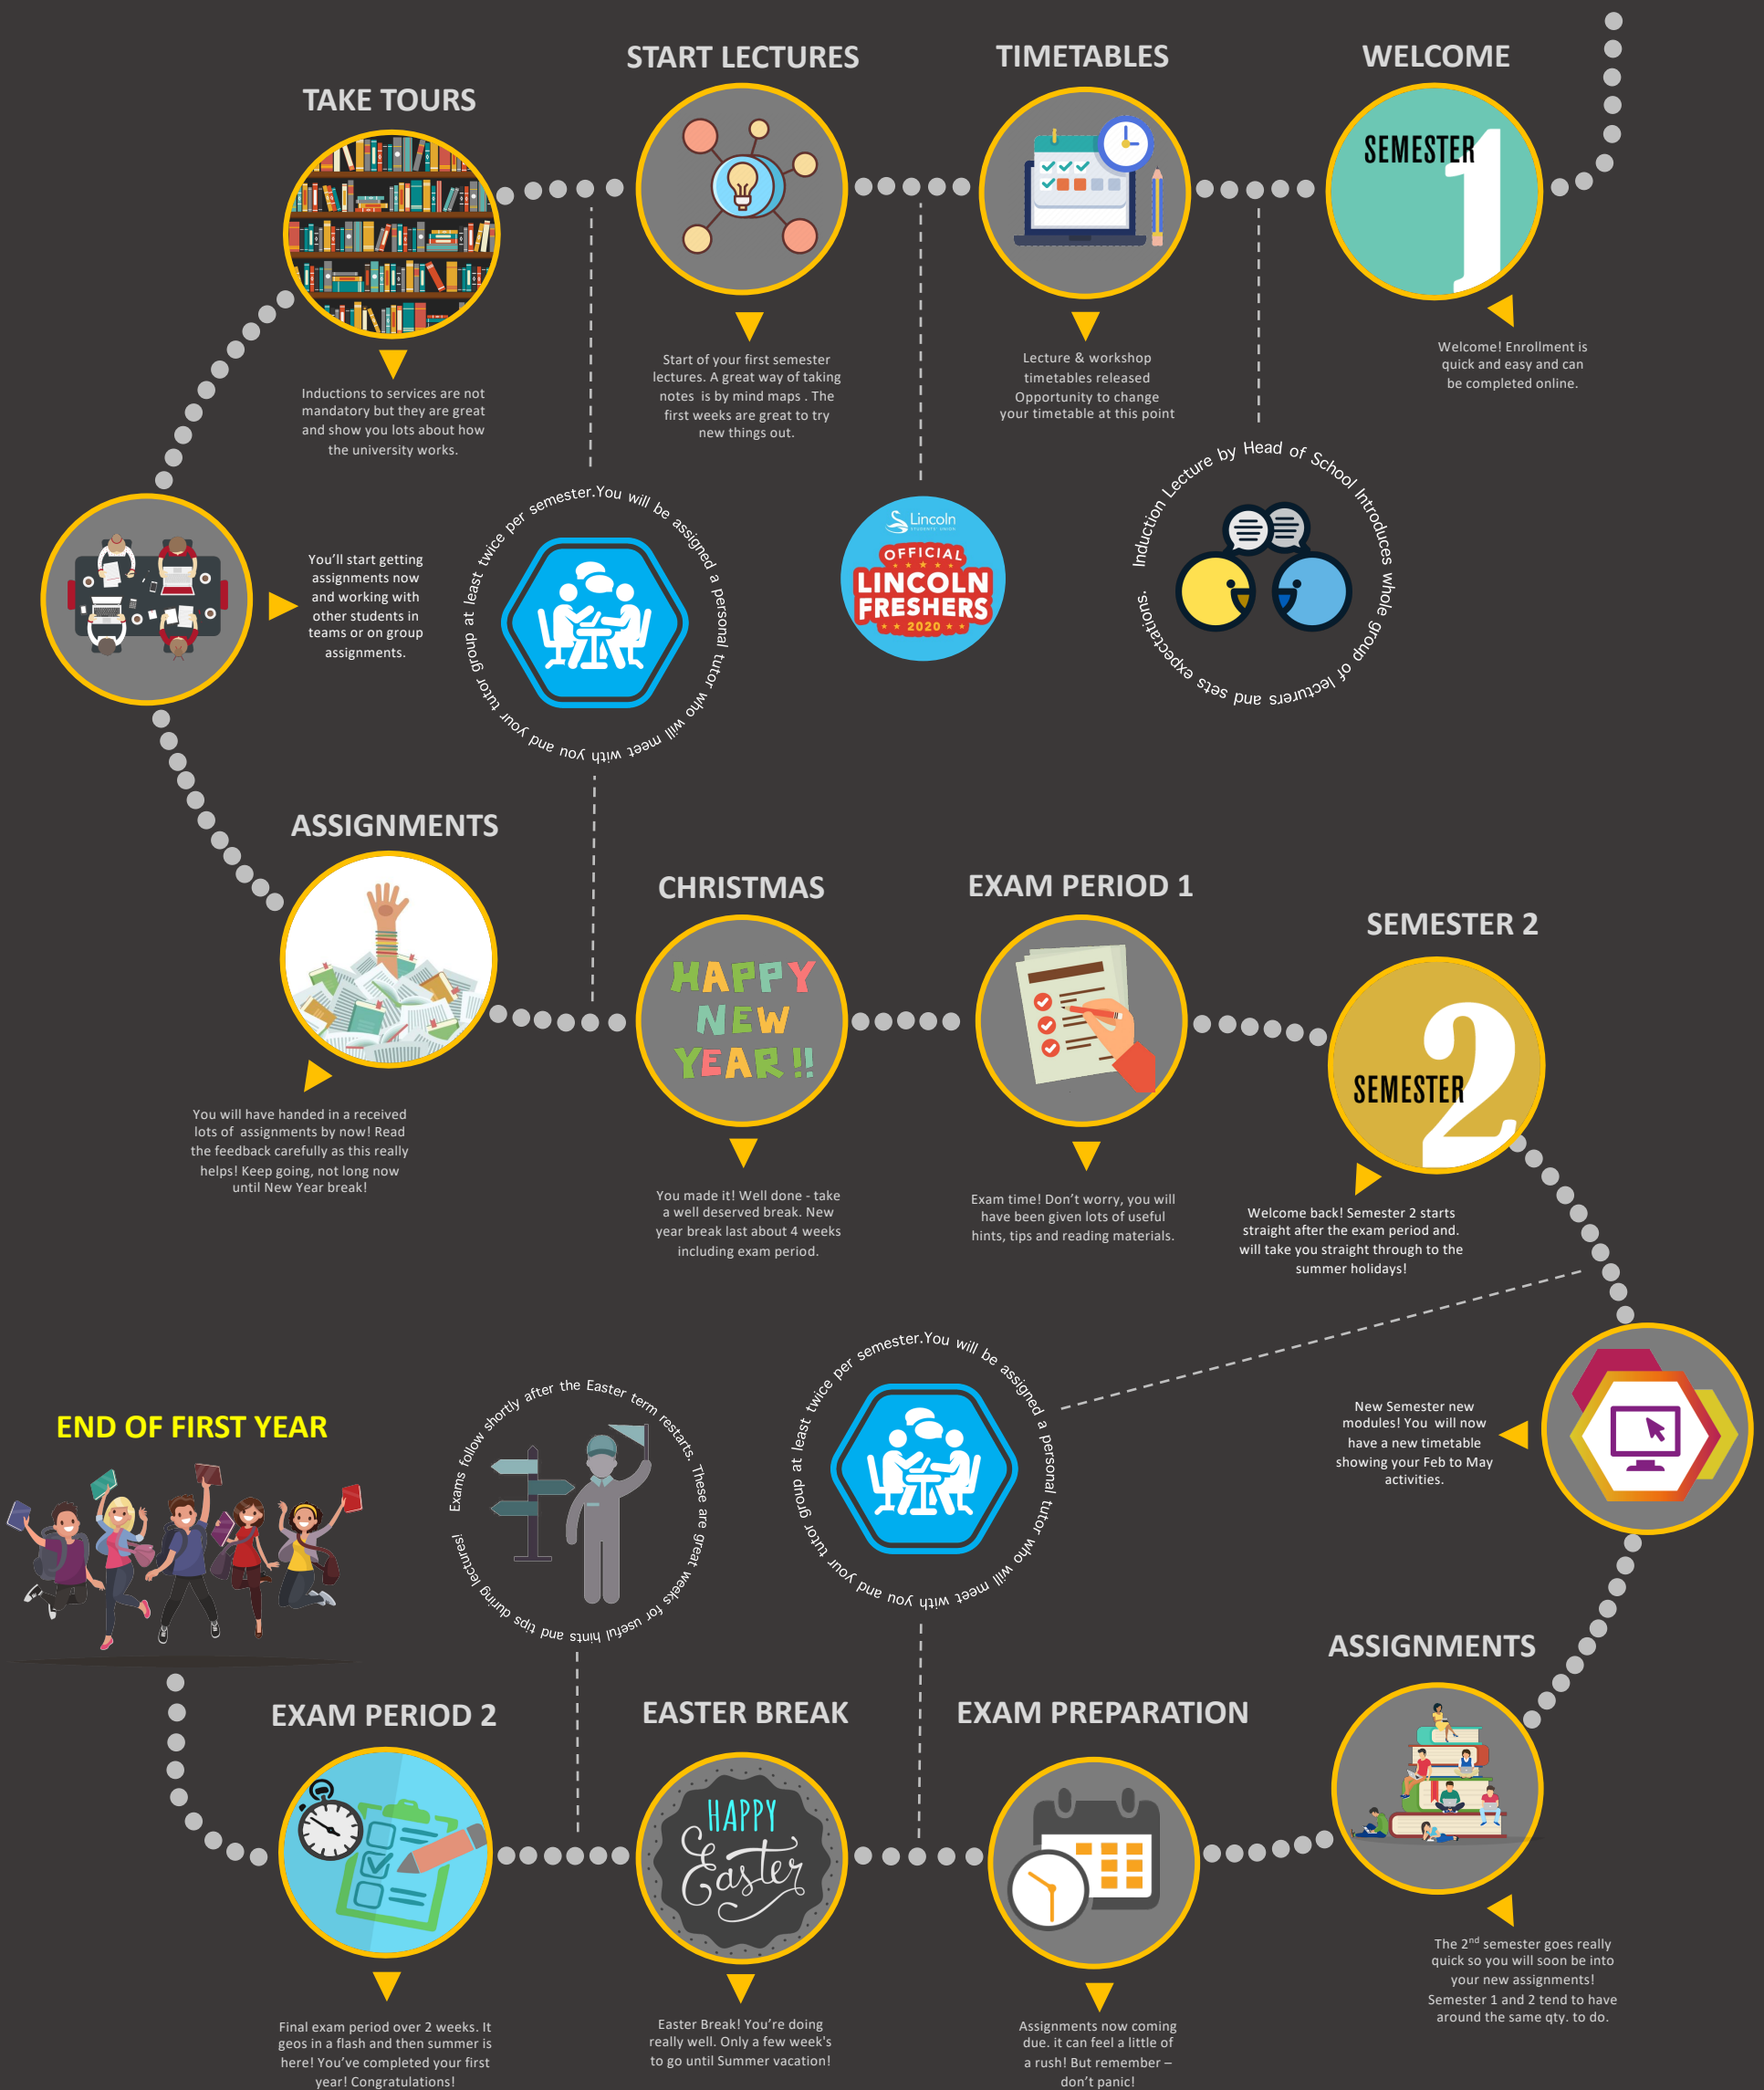 WELCOME
SEMESTER
1
Welcome! Enrollment is
quick and easy and can
be completed online.
Induction Lecture by Head of School Introduces whole group of lecturers and sets expectations.
TIMETABLES
Lecture & workshop
timetables released
Opportunity to change
your timetable at this point
Lincoln
STUDENTS' UNION
OFFICIAL
LINCOLN
FRESHERS
2020
START LECTURES
Start of your first semester
lectures. A great way of taking
notes is by mind maps . The
first weeks are great to try
new things out.
You will be assigned a personal tutor who will meet with you and your tutor group at least twice per semester.
TAKE TOURS
Inductions to services are not
mandatory but they are great
and show you lots about how
the university works.
You'll start getting
assignments now
and working with
other students in
teams or on group
assignments.
ASSIGNMENTS
You will have handed in a received
lots of assignments by now! Read
the feedback carefully as this really
helps! Keep going, not long now
until New Year break!
CHRISTMAS
HAPPY
NEW
YEAR !!
You made it! Well done - take
a well deserved break. New
year break last about 4 weeks
including exam period.
EXAM PERIOD 1
Exam time! Don't worry, you will
have been given lots of useful
hints, tips and reading materials.
SEMESTER 2
SEMESTER
2
Welcome back! Semester 2 starts
straight after the exam period and.
will take you straight through to the
summer holidays!
New Semester new
modules! You will now
have a new timetable
showing your Feb to May
activities.
You will be assigned a personal tutor who will meet with you and your tutor group at least twice per semester.
ASSIGNMENTS
The 2nd semester goes really
quick so you will soon be into
your new assignments!
Semester 1 and 2 tend to have
around the same qty. to do.
EXAM PREPARATION
Assignments now coming
due. it can feel a little of
a rush! But remember –
don't panic!
EASTER BREAK
HAPPY
Easter
Easter Break! You're doing
really well. Only a few week's
to go until Summer vacation!
Exams follow shortly after the Easter term restarts. These are great weeks for useful hints and tips during lectures!
EXAM PERIOD 2
Final exam period over 2 weeks. It
geos in a flash and then summer is
here! You've completed your first
year! Congratulations!
END OF FIRST YEAR